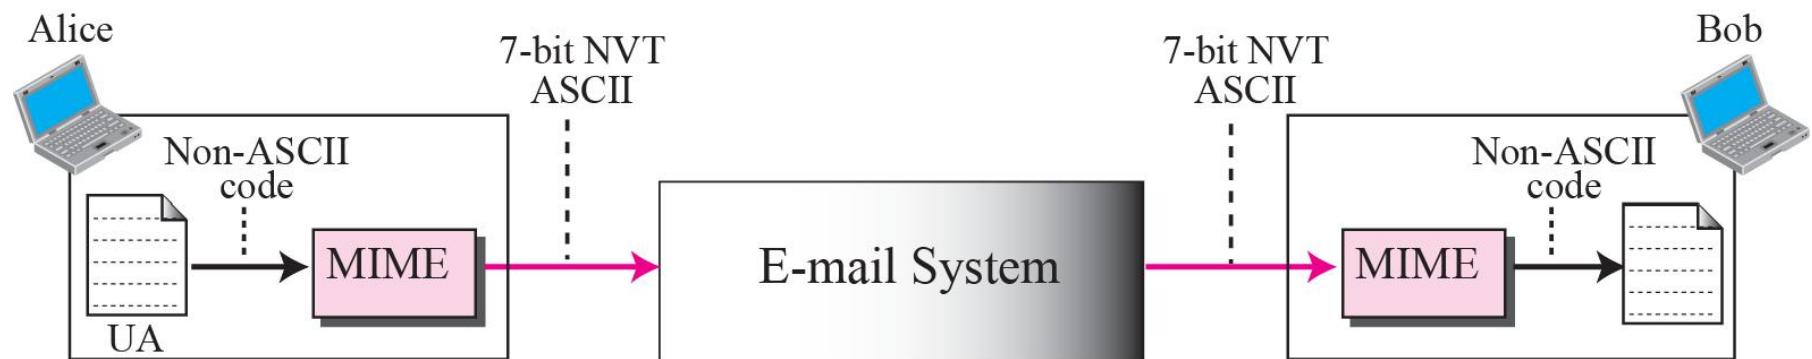 Alice
7-bit NVT
ASCII
Non-ASCII
code
MIME
UA
E-mail System
7-bit NVT
ASCII
Bob
Non-ASCII
code
MIME